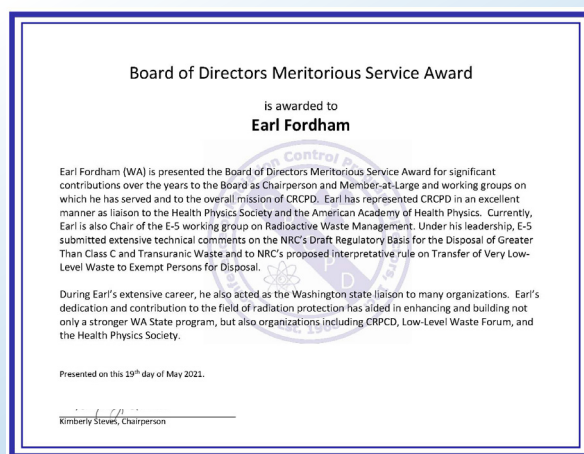 Board of Directors Meritorious Service Award
is awarded to
Earl Fordham
Earl Fordham (WA) is presented the Board of Directors Meritorious Service Award for significant
contributions over the years to the Board as Chairperson and Member-at-Large and working groups on
which he has served and to the overall mission of CRCPD. Earl has represented CRCPD in an excellent
manner as liaison to the Health Physics Society and the American Academy of Health Physics. Currently,
Earl is also Chair of the E-5 working group on Radioactive Waste Management. Under his leadership, E-5
submitted extensive technical comments on the NRC's Draft Regulatory Basis for the Disposal of Greater
Than Class C and Transuranic Waste and to NRC's proposed interpretative rule on Transfer of Very Low-
Level Waste to Exempt Persons for Disposal.
During Earl's extensive career, he also acted as the Washington state liaison to many organizations. Earl's
dedication and contribution to the field of radiation protection has aided in enhancing and building not
only a stronger WA State program, but also organizations including CRPCD, Low-Level Waste Forum, and
the Health Physics Society.
Presented on this 19th day of May 2021.
Kimberly Steves, Chairperson